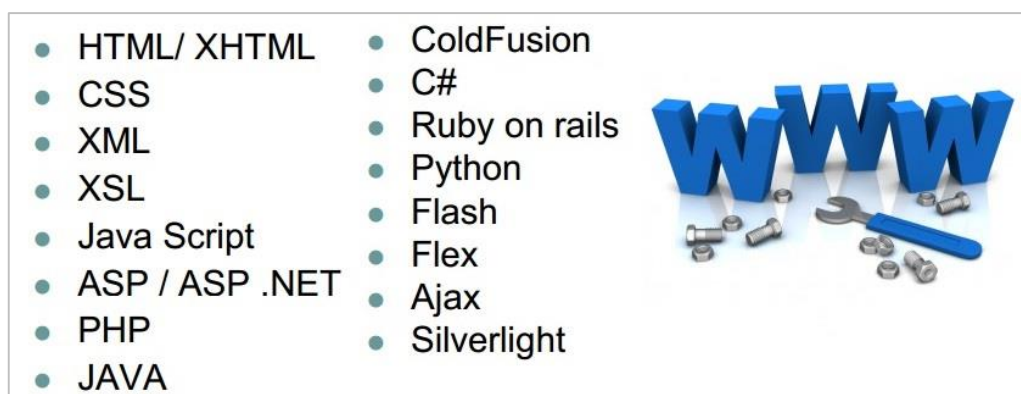 HTML/ XHTML
CSS
XML
XSL
Java Script
ASP / ASP .NET
PHP
JAVA
ColdFusion
C#
Ruby on rails
Python
Flash
Flex
Ajax
Silverlight
WWW